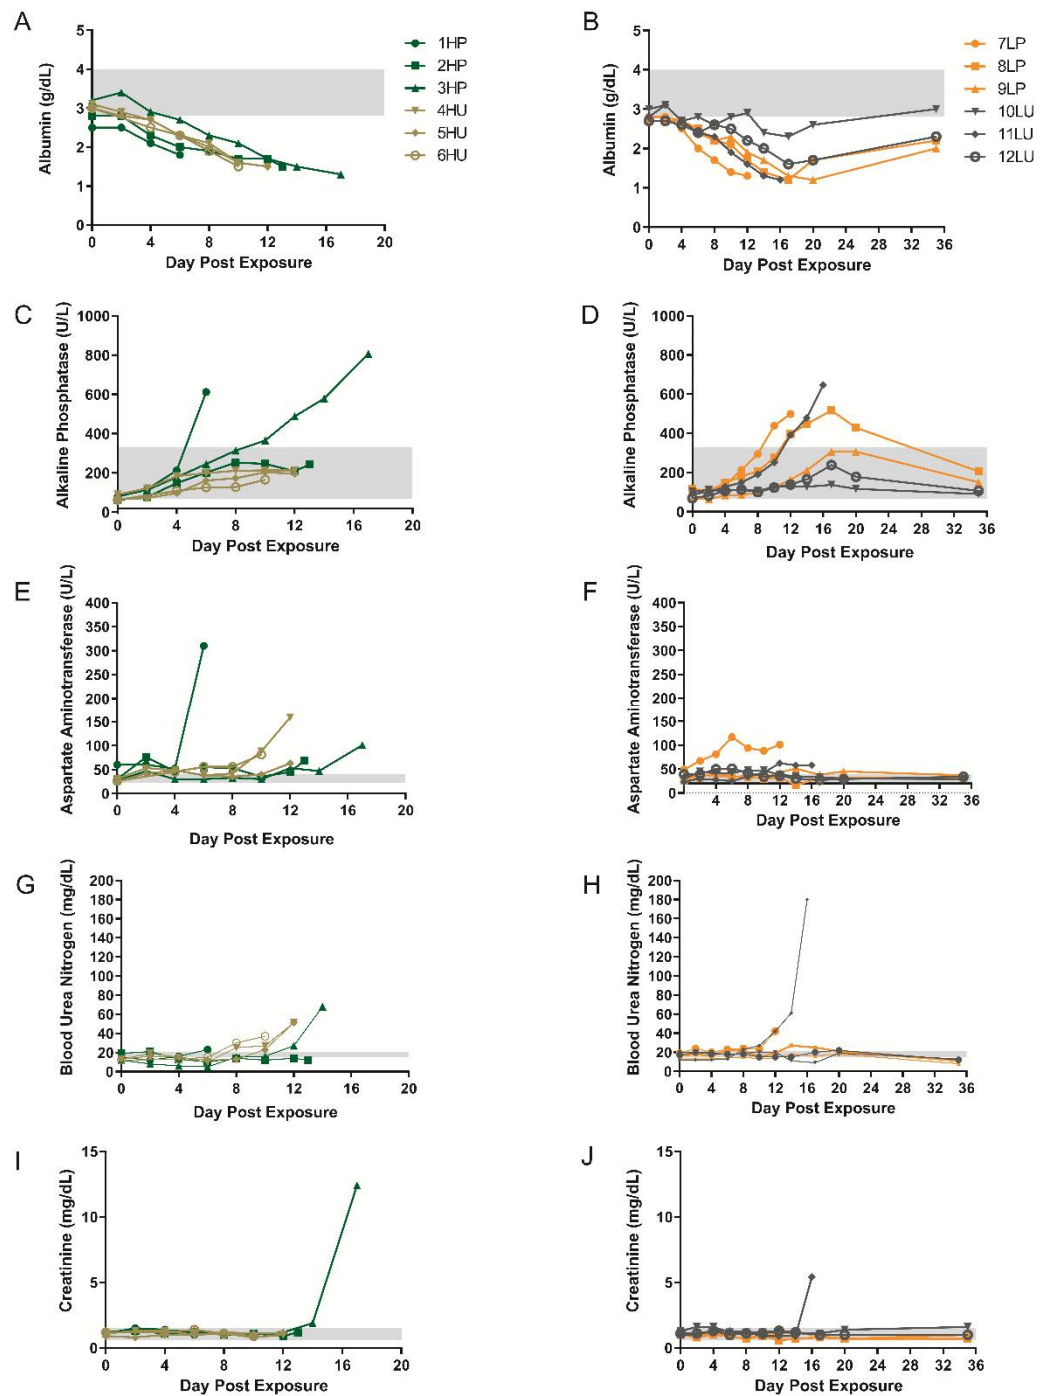 A
Albumin (g/dL)
5
4
3
2
1
0
0 4 8 12 16 20
Day Post Exposure
1HP
2HP
3HP
4HU
5HU
6HU
B
Albumin (g/dL)
5
4
3
2
1
0
0 4 8 12 16 20 24 28 32 36
Day Post Exposure
7LP
8LP
9LP
10LU
11LU
12LU
C
Alkaline Phosphatase (U/L)
1000
800
600
400
200
0
0 4 8 12 16 20
Day Post Exposure
D
Alkaline Phosphatase (U/L)
1000
800
600
400
200
0
0 4 8 12 16 20 24 28 32 36
Day Post Exposure
E
Aspartate Aminotransferase (U/L)
400
350
300
250
200
150
100
50
0
0 4 8 12 16 20
Day Post Exposure
F
Aspartate Aminotransferase (U/L)
400
350
300
250
200
150
100
50
0
4 8 12 16 20 24 28 32 36
Day Post Exposure
G
Blood Urea Nitrogen (mg/dL)
200
180
160
140
120
100
80
60
40
20
0
0 4 8 12 16 20
Day Post Exposure
H
Blood Urea Nitrogen (mg/dL)
200
180
160
140
120
100
80
60
40
20
0
0 4 8 12 16 20 24 28 32 36
Day Post Exposure
I
Creatinine (mg/dL)
15
10
5
0
0 4 8 12 16 20
Day Post Exposure
J
Creatinine (mg/dL)
15
10
5
0
0 4 8 12 16 20 24 28 32 36
Day Post Exposure